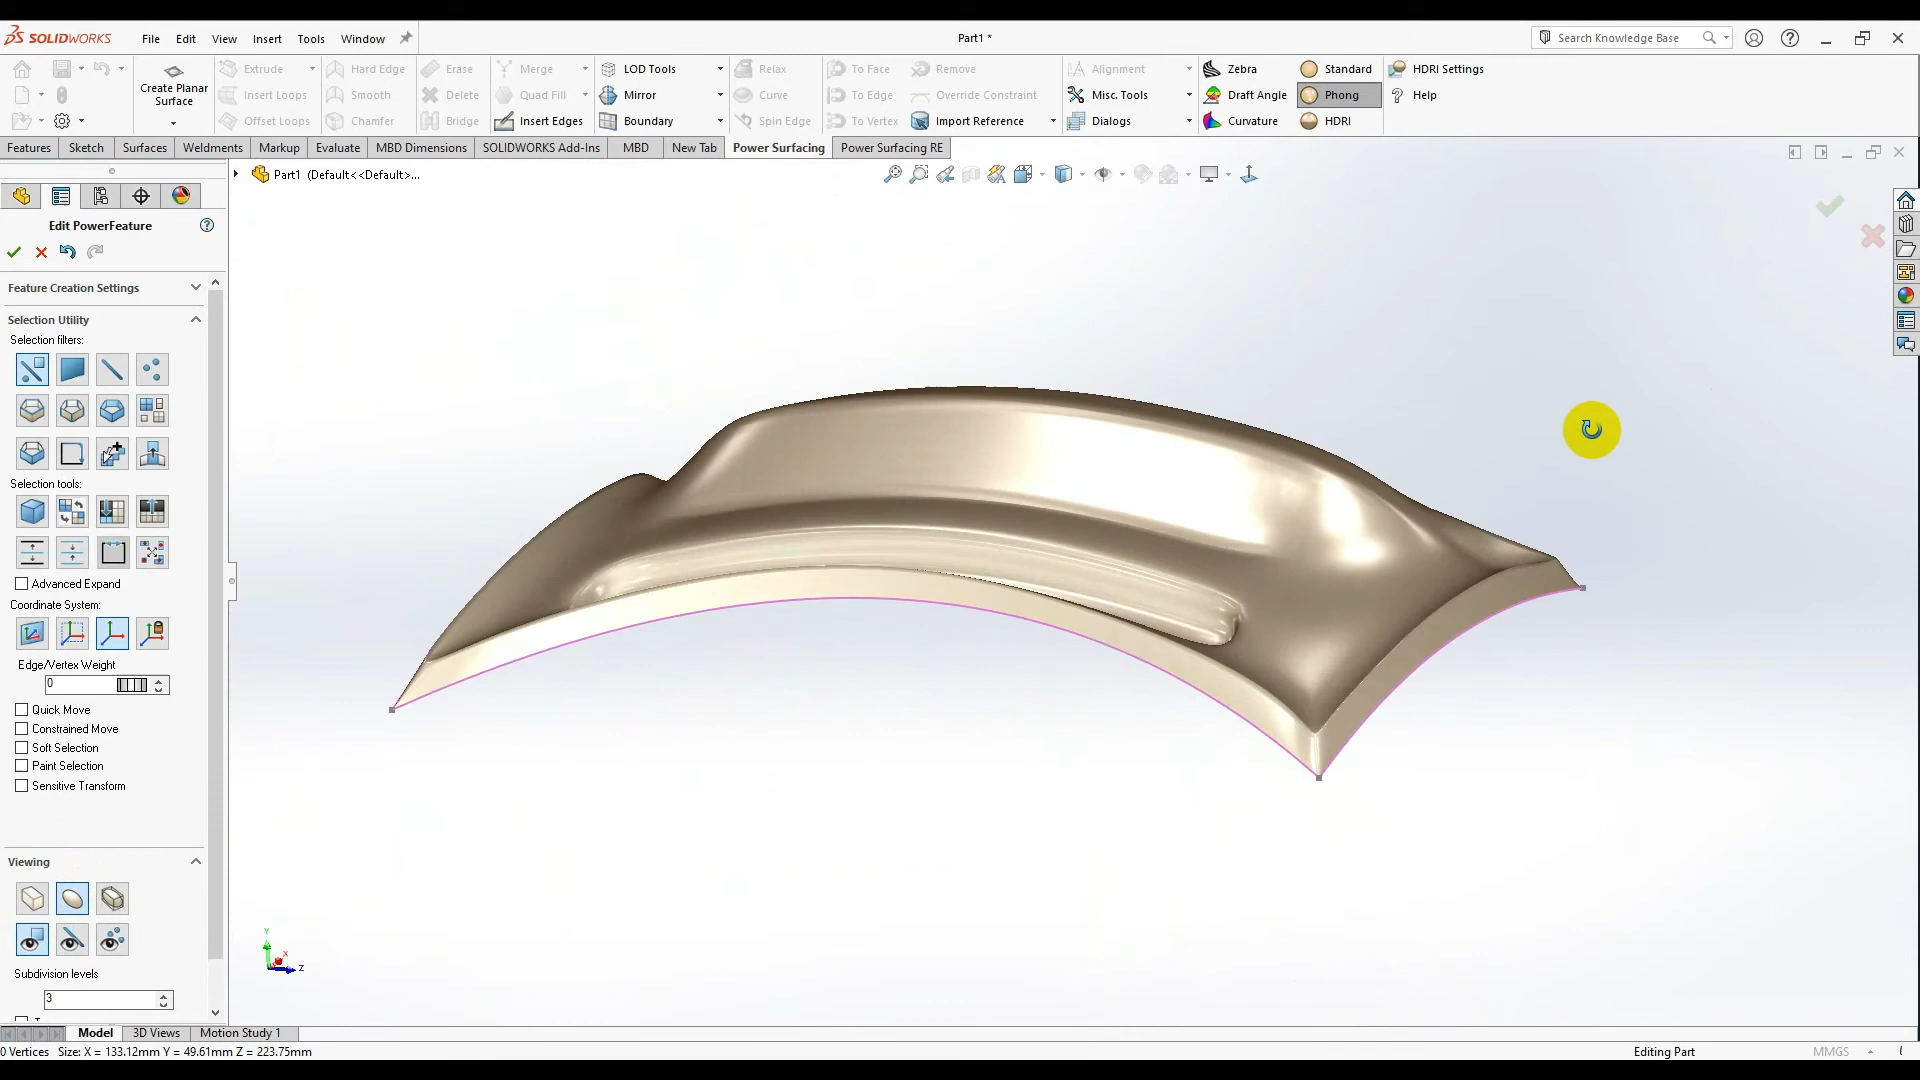 SOLIDWORKS File Edit View Insert Tools Window Part1 * Search Knowledge Base
Create Planar Surface
Extrude Hard Edge Erase Merge LOD Tools Relax To Face Remove Alignment Zebra Standard HDRI Settings
Insert Loops Smooth Delete Quad Fill Mirror Curve To Edge Override Constraint Misc. Tools Draft Angle Phong Help
Offset Loops Chamfer Bridge Insert Edges Boundary Spin Edge To Vertex Import Reference Dialogs Curvature HDRI
Features Sketch Surfaces Weldments Markup Evaluate MBD Dimensions SOLIDWORKS Add-Ins MBD New Tab Power Surfacing Power Surfacing RE
Part1 (Default<<Default>...
Edit PowerFeature
Feature Creation Settings
Selection Utility
Selection filters:
Selection tools:
Advanced Expand
Coordinate System:
Edge/Vertex Weight
0
Quick Move
Constrained Move
Soft Selection
Paint Selection
Sensitive Transform
Viewing
Y
X
Z
Subdivision levels
3
Model 3D Views Motion Study 1
0 Vertices Size: X = 133.12mm Y = 49.61mm Z = 223.75mm Editing Part MMGS